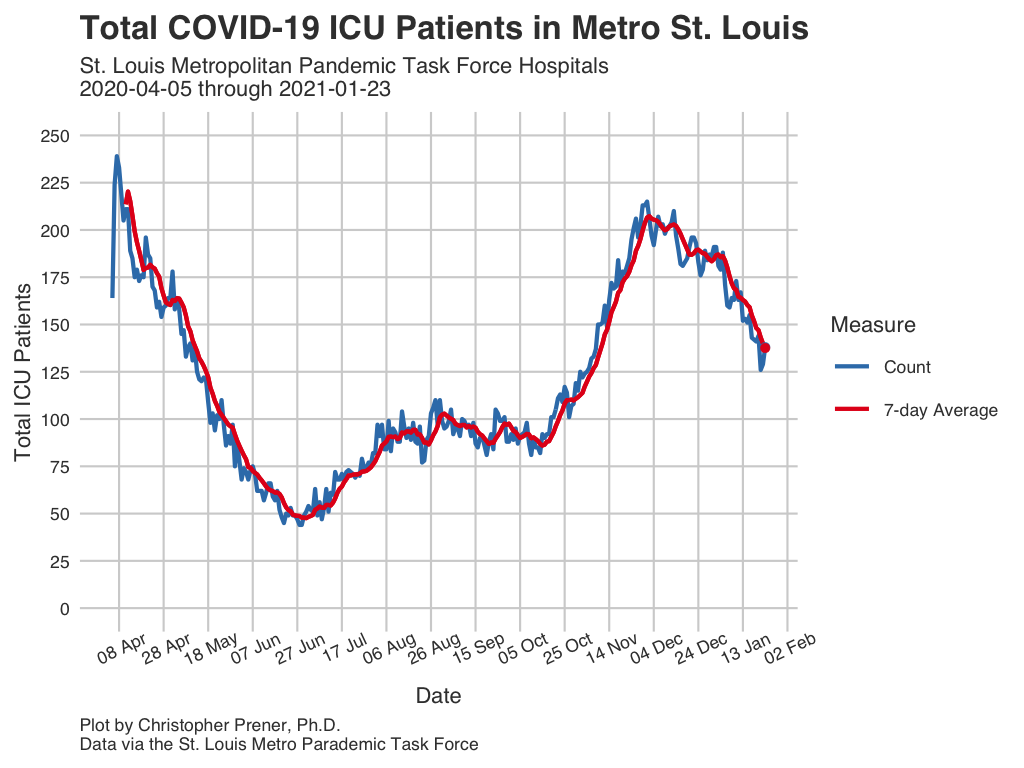 Total COVID-19 ICU Patients in Metro St. Louis
St. Louis Metropolitan Pandemic Task Force Hospitals
2020-04-05 through 2021-01-23
250
225
200
175
150
125
100
75
50
25
0
Total ICU Patients
08 Apr
28 Apr
18 May
07 Jun
27 Jun
17 Jul
06 Aug
26 Aug
15 Sep
05 Oct
25 Oct
14 Nov
04 Dec
24 Dec
13 Jan
02 Feb
Date
Measure
Count
7-day Average
Plot by Christopher Prener, Ph.D.
Data via the St. Louis Metro Parademic Task Force